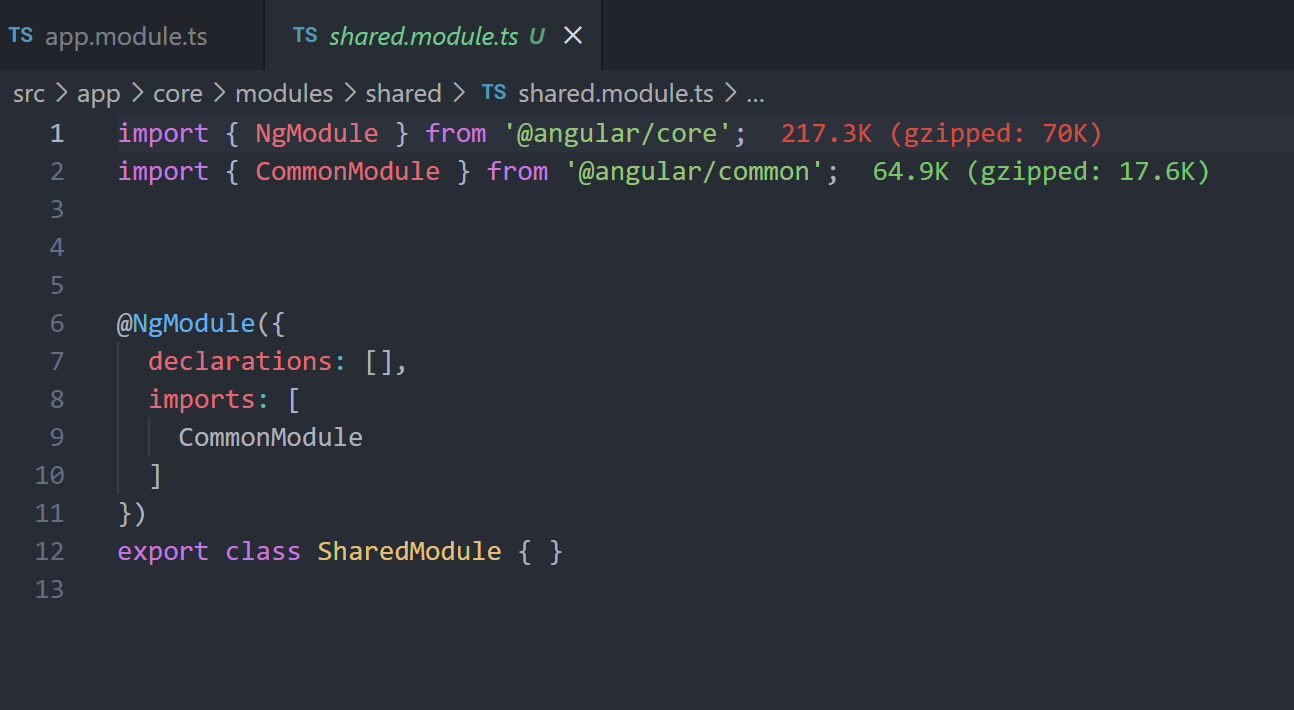 TS app.module.ts TS shared.module.ts U ×
src > app > core > modules > shared > TS shared.module.ts > ...
1 import { NgModule } from '@angular/core'; 217.3K (gzipped: 70K)
2 import { CommonModule } from '@angular/common'; 64.9K (gzipped: 17.6K)
3
4
5
6 @NgModule({
7 declarations: [],
8 imports: [
9 CommonModule
10 ]
11 })
12 export class SharedModule { }
13